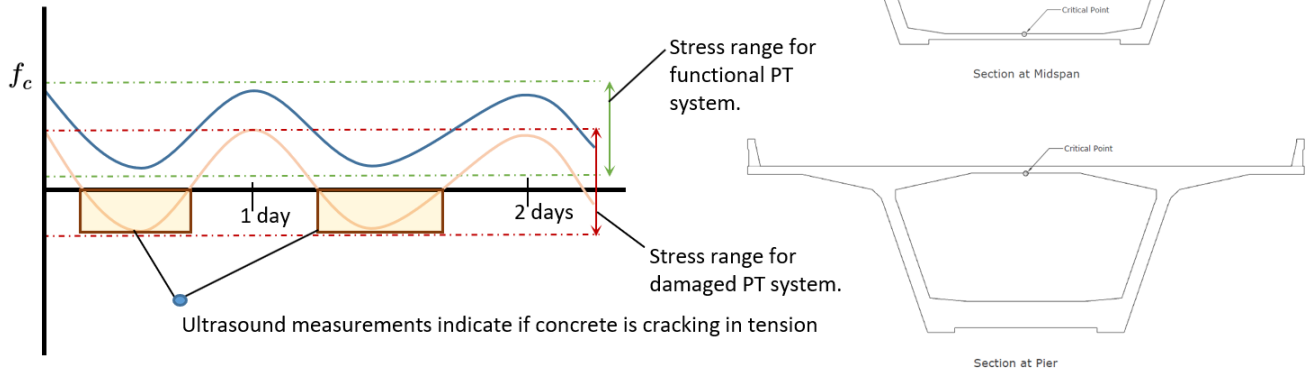 Critical Point
Section at Midspan
Stress range for
functional PT
system.
f_c
Critical Point
1 day
2 days
Stress range for
damaged PT system.
Ultrasound measurements indicate if concrete is cracking in tension
Section at Pier